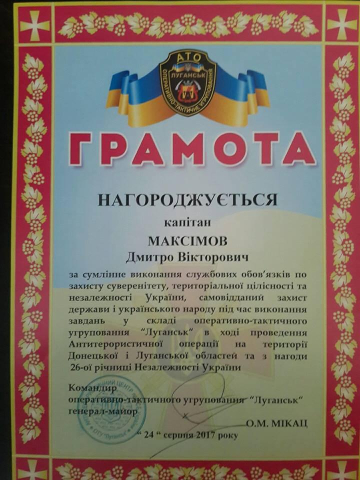 АТО
ЛУГАНСЬК
ОПЕРАТИВНО-ТАКТИЧНЕ УГРУПОВАННЯ
ГРАМОТА
НАГОРОДЖУЄТЬСЯ
капітан
МАКСІМОВ
Дмитро Вікторович
за сумлінне виконання службових обов'язків по
захисту суверенітету, територіальної цілісності та
незалежності України, самовідданий захист
держави і українського народу під час виконання
завдань у складі оперативно-тактичного
угруповання "Луганськ" в ході проведення
Антитерористичної операції на території
Донецької і Луганської областей та з нагоди
26-ої річниці Незалежності України
Командир
оперативно-тактичного угруповання "Луганськ"
генерал-майор
О.М. МІКАЦ
" 24 " серпня 2017 року